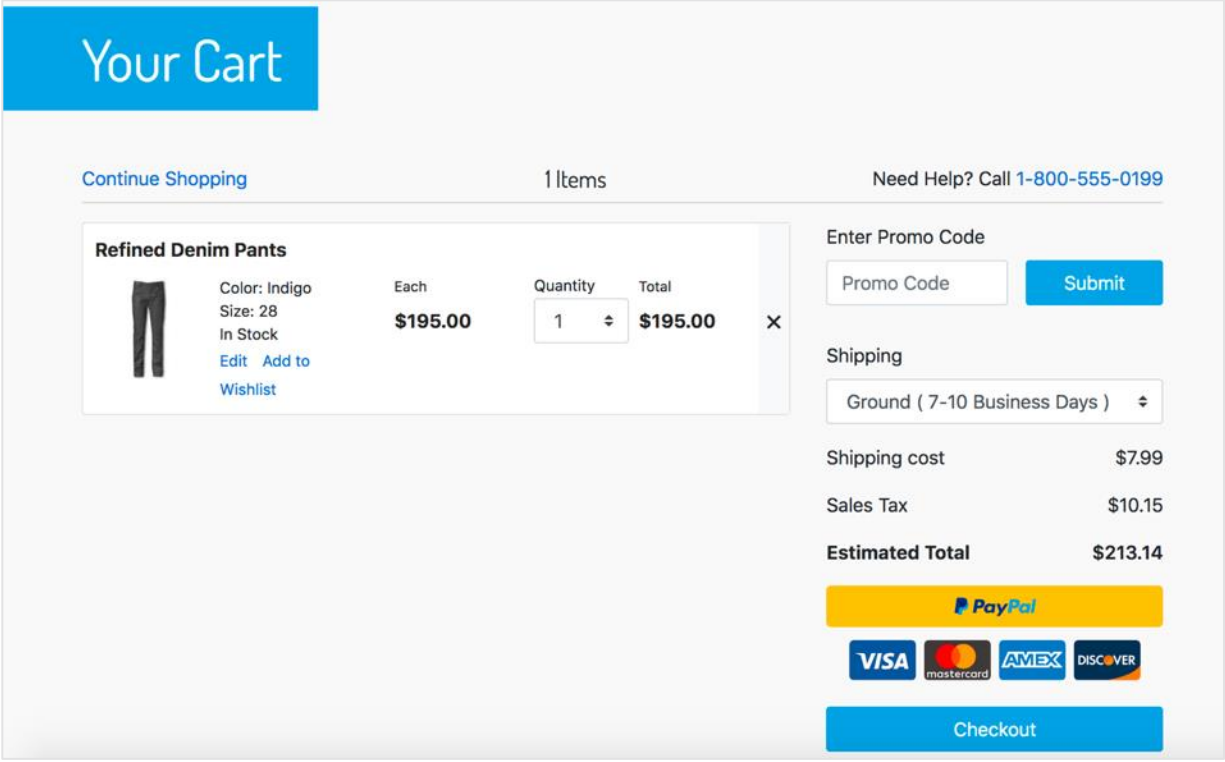 Your Cart
Continue Shopping
1 Items
Need Help? Call 1-800-555-0199
Refined Denim Pants
Color: Indigo
Size: 28
In Stock
Edit Add to
Wishlist
Each
$195.00
Quantity
1
Total
$195.00
×
Enter Promo Code
Promo Code
Submit
Shipping
Ground ( 7-10 Business Days )
Shipping cost $7.99
Sales Tax $10.15
Estimated Total $213.14
PayPal
VISA
mastercard
AMEX
DISCOVER
Checkout